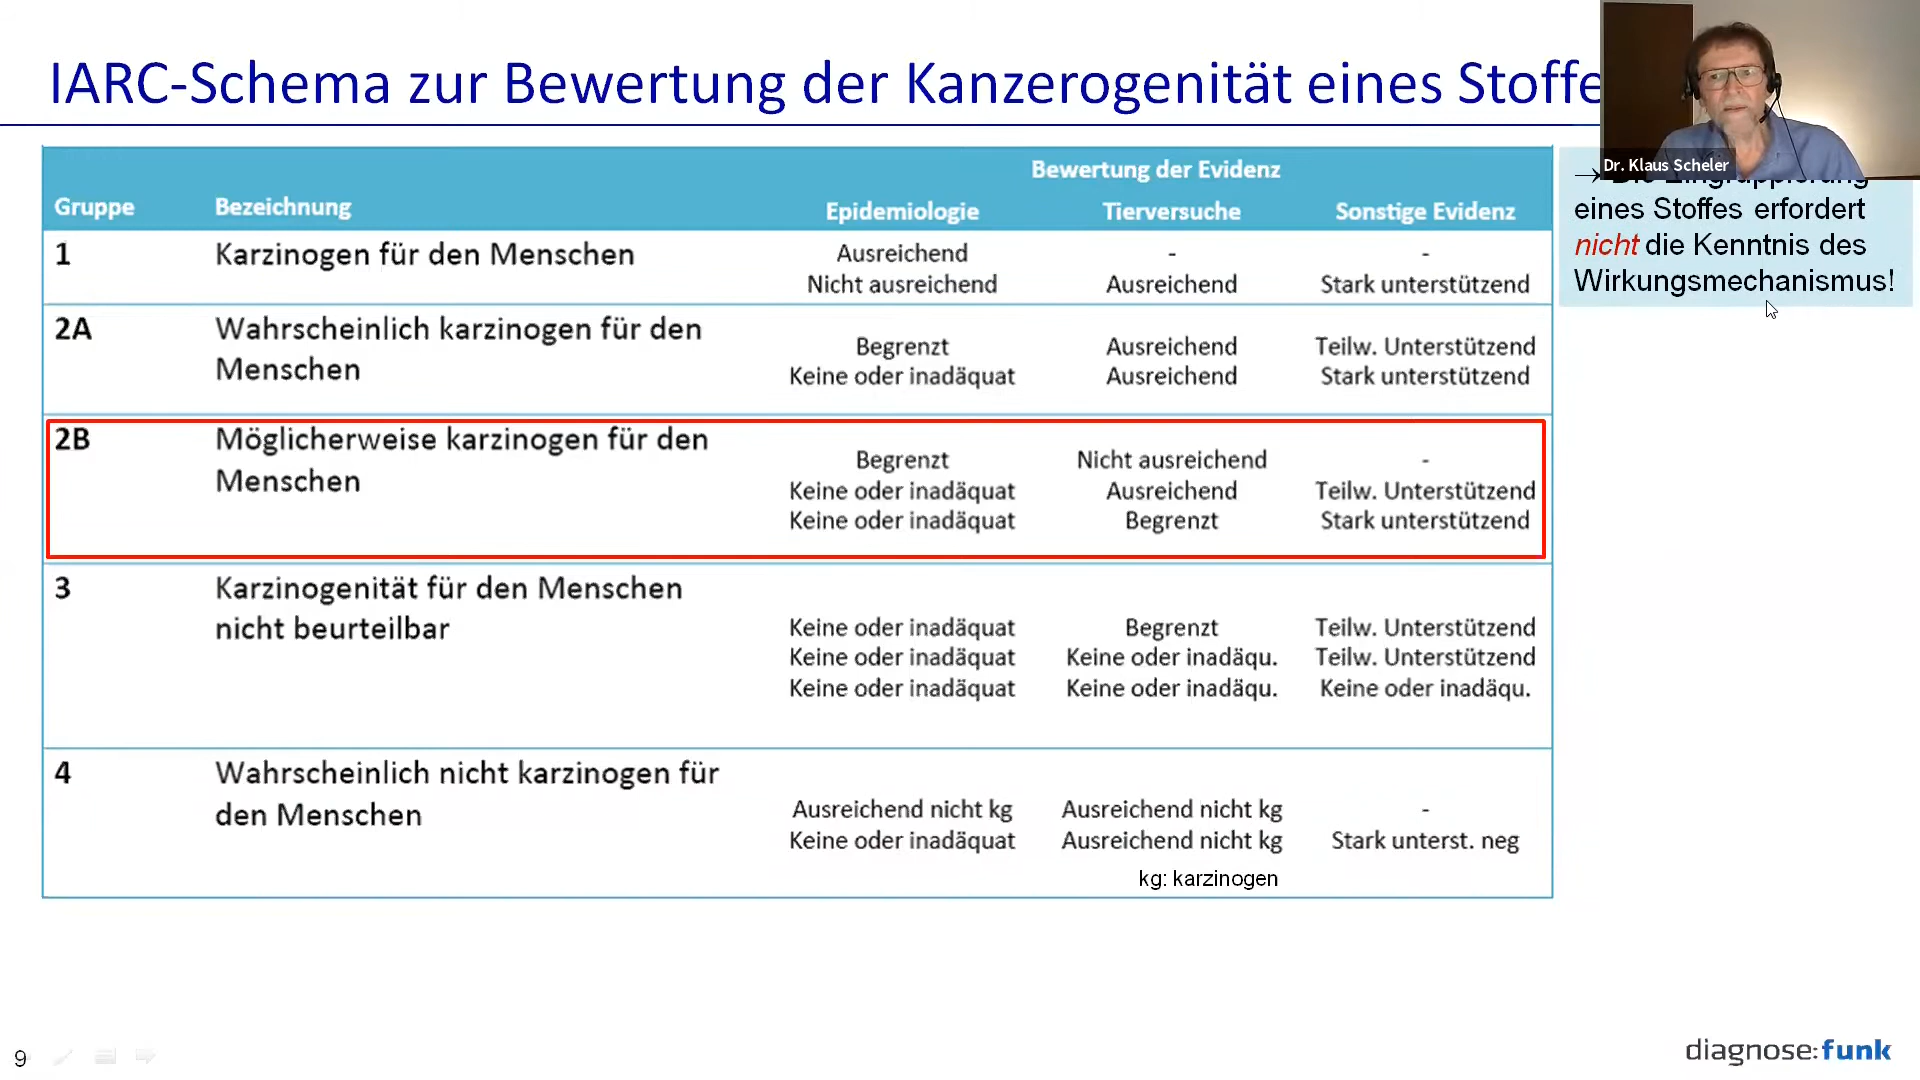 IARC-Schema zur Bewertung der Kanzerogenität eines Stoffe
Dr. Klaus Scheler
→ Die Eingruppierung
eines Stoffes erfordert
nicht die Kenntnis des
Wirkungsmechanismus!
Bewertung der Evidenz
Gruppe Bezeichnung Epidemiologie Tierversuche Sonstige Evidenz
1 Karzinogen für den Menschen Ausreichend - -
Nicht ausreichend Ausreichend Stark unterstützend
2A Wahrscheinlich karzinogen für den
Menschen
Begrenzt Ausreichend Teilw. Unterstützend
Keine oder inadäquat Ausreichend Stark unterstützend
2B Möglicherweise karzinogen für den
Menschen
Begrenzt Nicht ausreichend -
Keine oder inadäquat Ausreichend Teilw. Unterstützend
Keine oder inadäquat Begrenzt Stark unterstützend
3 Karzinogenität für den Menschen
nicht beurteilbar
Keine oder inadäquat Begrenzt Teilw. Unterstützend
Keine oder inadäquat Keine oder inadäqu. Teilw. Unterstützend
Keine oder inadäquat Keine oder inadäqu. Keine oder inadäqu.
4 Wahrscheinlich nicht karzinogen für
den Menschen
Ausreichend nicht kg Ausreichend nicht kg -
Keine oder inadäquat Ausreichend nicht kg Stark unterst. neg
kg: karzinogen
9
diagnose:funk